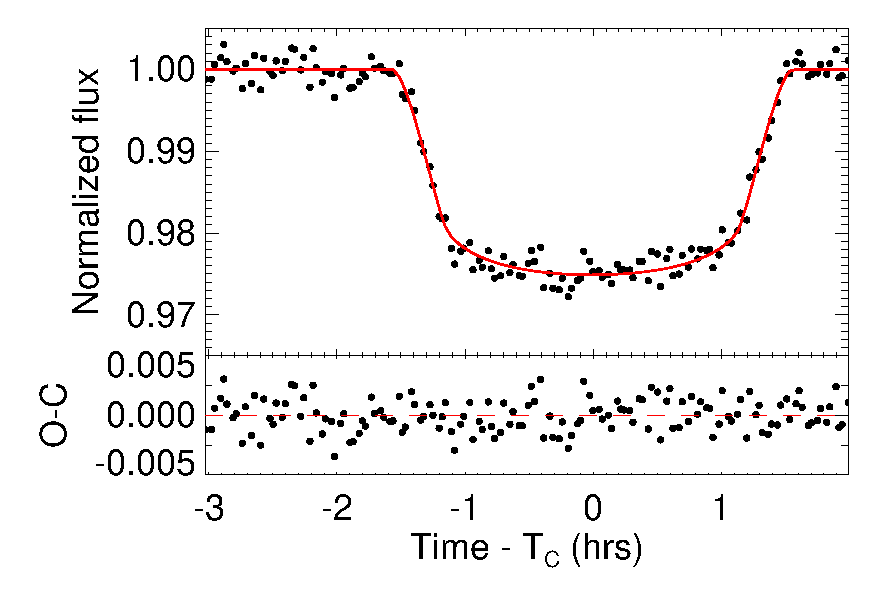 Normalized flux
1.00
0.99
0.98
0.97
O-C
0.005
0.000
-0.005
-3 -2 -1 0 1
Time - T_C (hrs)